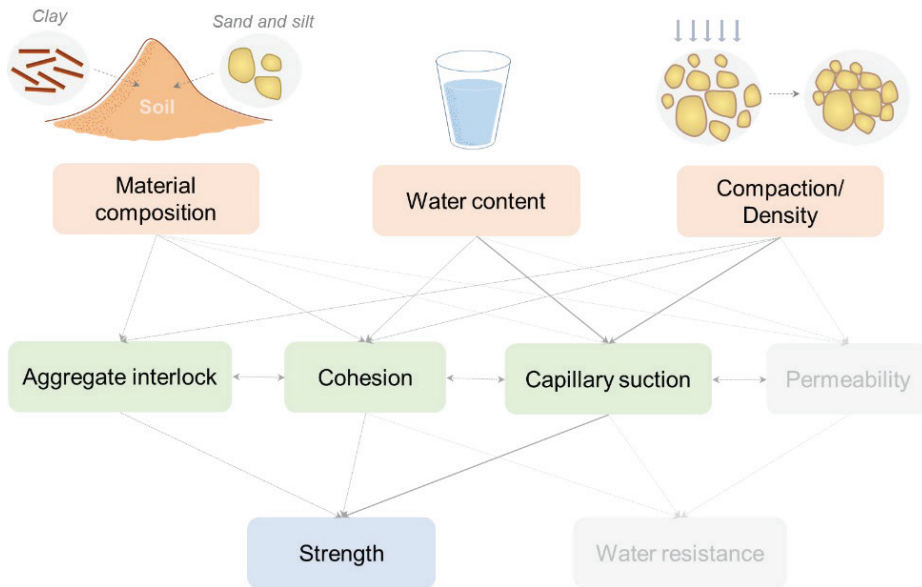 Clay
Sand and silt
Soil
Material
composition
Water content
Compaction/
Density
Aggregate interlock
Cohesion
Capillary suction
Permeability
Strength
Water resistance